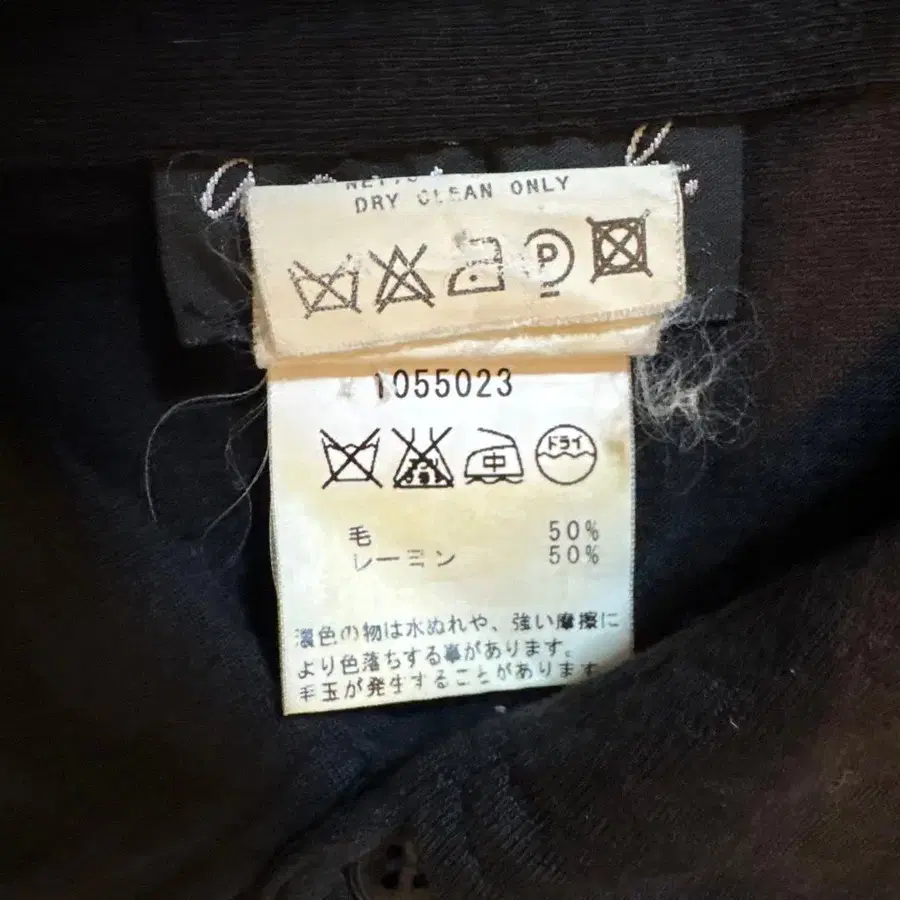 DRY CLEAN ONLY
P
1055023
中
ドライ
毛 50%
レーヨン 50%
濃色の物は水ぬれや、強い摩擦に
より色落ちする事があります。
毛玉が発生することがあります